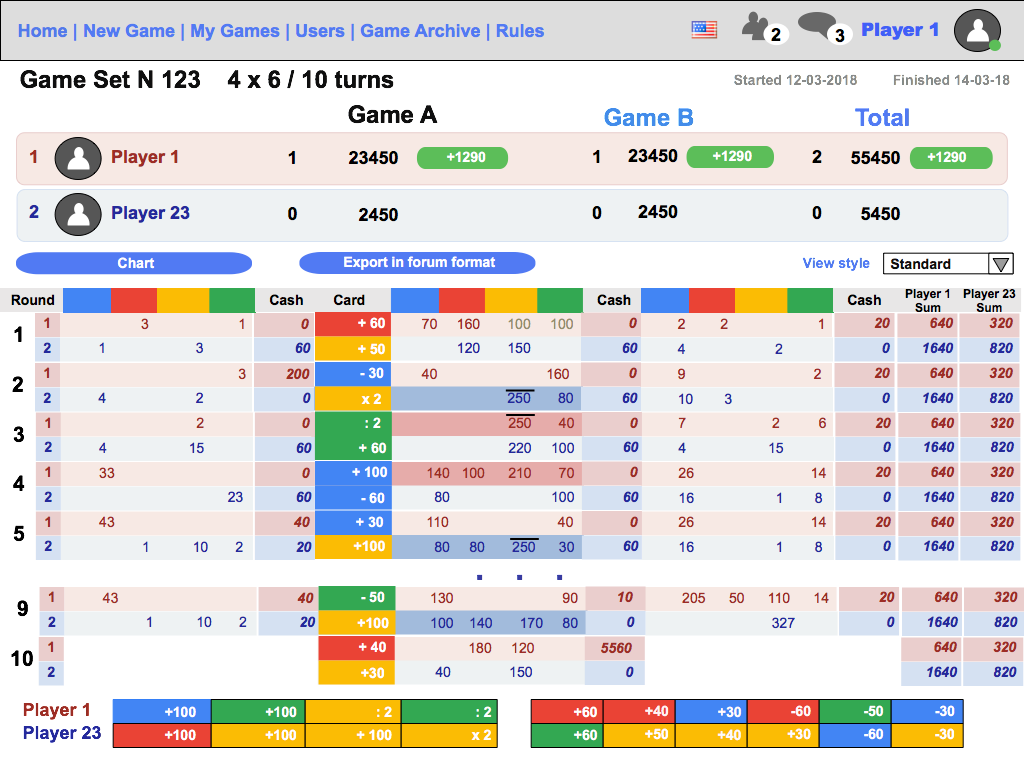 Home | New Game | My Games | Users | Game Archive | Rules 2 3 Player 1
Game Set N 123 4 x 6 / 10 turns Started 12-03-2018 Finished 14-03-18
Game A Game B Total
1 Player 1 1 23450 +1290 1 23450 +1290 2 55450 +1290
2 Player 23 0 2450 0 2450 0 5450
Chart Export in forum format View style Standard
Round Cash Card Cash Cash Player 1 Sum Player 23 Sum
1 1 3 1 0 + 60 70 160 100 100 0 2 2 1 20 640 320
2 1 3 60 + 50 120 150 60 4 2 0 1640 820
2 1 3 200 - 30 40 160 0 9 2 20 640 320
2 4 2 0 x 2 250 80 60 10 3 0 1640 820
3 1 2 0 : 2 250 40 0 7 2 6 20 640 320
2 4 15 60 + 60 220 100 60 4 15 0 1640 820
4 1 33 0 + 100 140 100 210 70 0 26 14 20 640 320
2 23 60 - 60 80 100 60 16 1 8 0 1640 820
5 1 43 40 + 30 110 40 0 26 14 20 640 320
2 1 10 2 20 +100 80 80 250 30 60 16 1 8 0 1640 820
9 1 43 40 - 50 130 90 10 205 50 110 14 20 640 320
2 1 10 2 20 +100 100 140 170 80 0 327 0 1640 820
10 1 + 40 180 120 5560 640 320
2 +30 40 150 0 1640 820
Player 1 +100 +100 : 2 : 2 +60 +40 +30 -60 -50 -30
Player 23 +100 +100 + 100 x 2 +60 +50 +40 +30 -60 -30